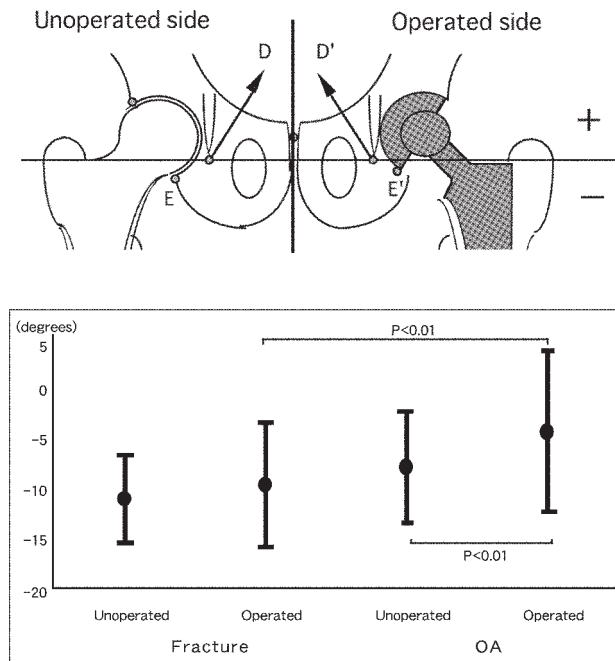 Unoperated side Operated side
D D'
+
E E'
−
(degrees)
P<0.01
5
0
-5
-10
-15
P<0.01
-20
Unoperated Operated Unoperated Operated
Fracture OA